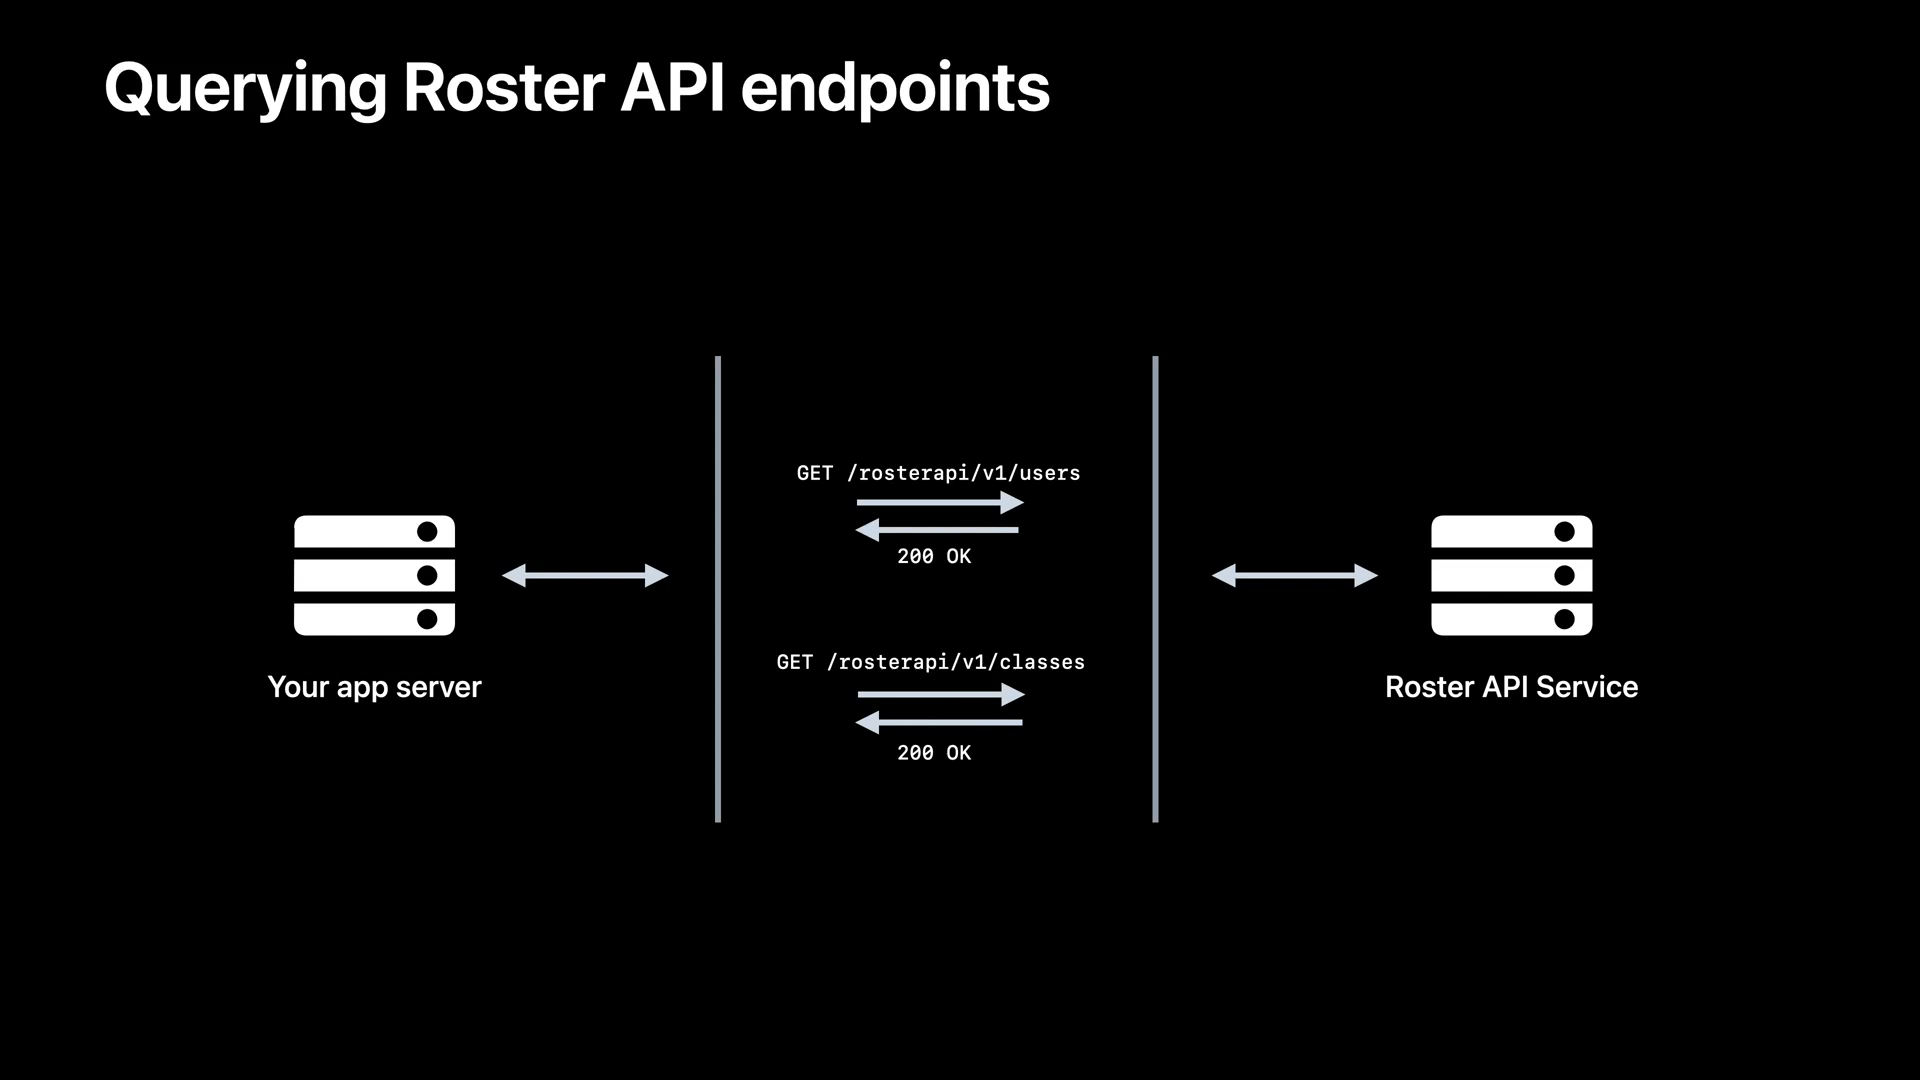 Querying Roster API endpoints
GET /rosterapi/v1/users
200 OK
GET /rosterapi/v1/classes
200 OK
Your app server
Roster API Service